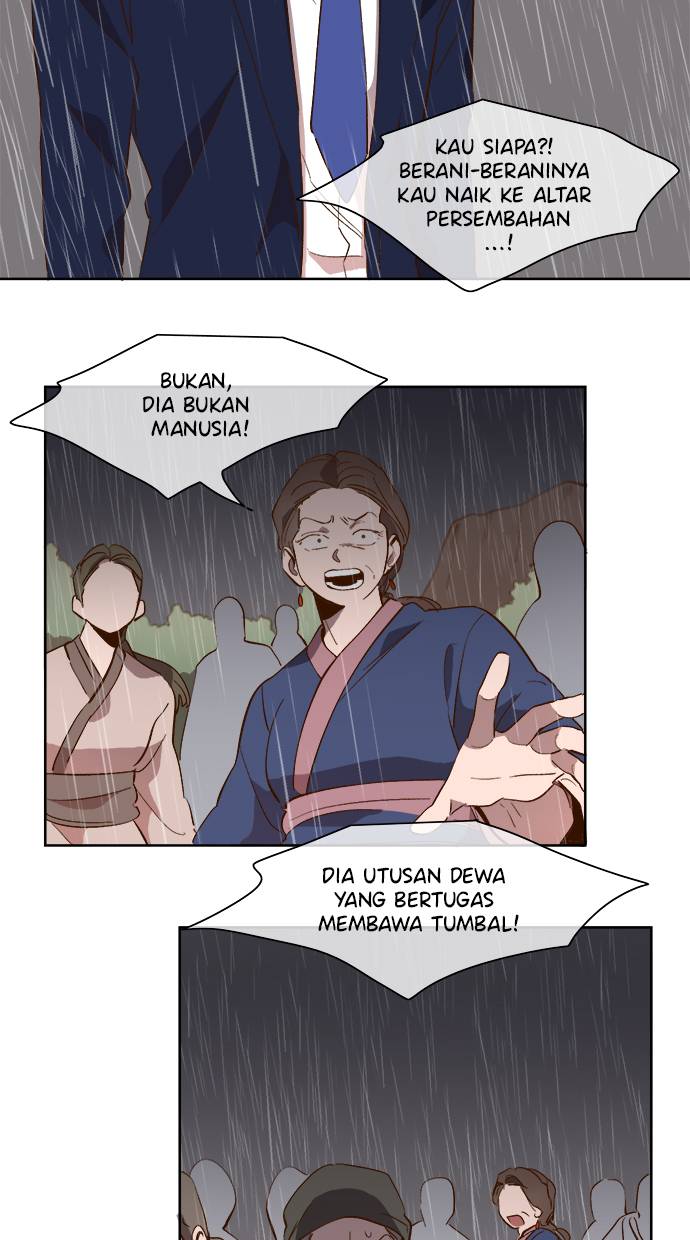 KAU SIAPA?!
BERANI-BERANINYA
KAU NAIK KE ALTAR
PERSEMBAHAN
...!
BUKAN,
DIA BUKAN
MANUSIA!
DIA UTUSAN DEWA
YANG BERTUGAS
MEMBAWA TUMBAL!